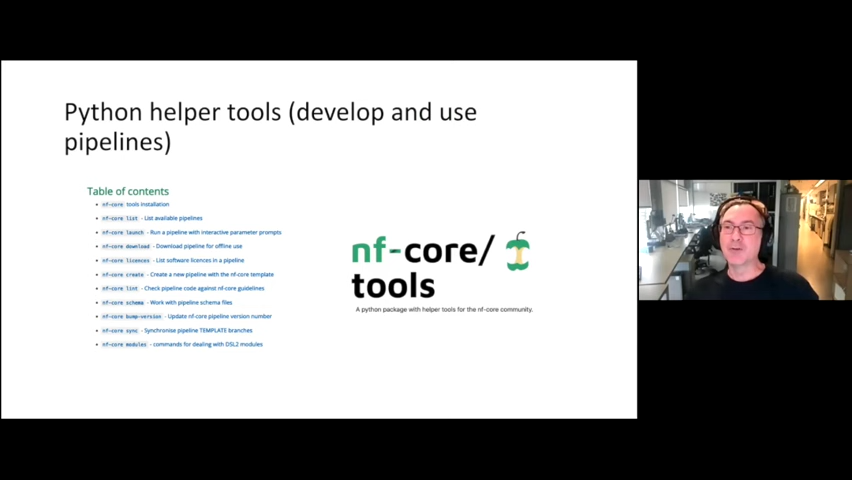 Python helper tools (develop and use
pipelines)
Table of contents
nf-core tools installation
nf-core list - List available pipelines
nf-core launch - Run a pipeline with interactive parameter prompts
nf-core download - Download pipeline for offline use
nf-core licences - List software licences in a pipeline
nf-core create - Create a new pipeline with the nf-core template
nf-core lint - Check pipeline code against nf-core guidelines
nf-core schema - Work with pipeline schema files
nf-core bump-version - Update nf-core pipeline version number
nf-core sync - Synchronise pipeline TEMPLATE branches
nf-core modules - commands for dealing with DSL2 modules
nf-core/
tools
A python package with helper tools for the nf-core community.